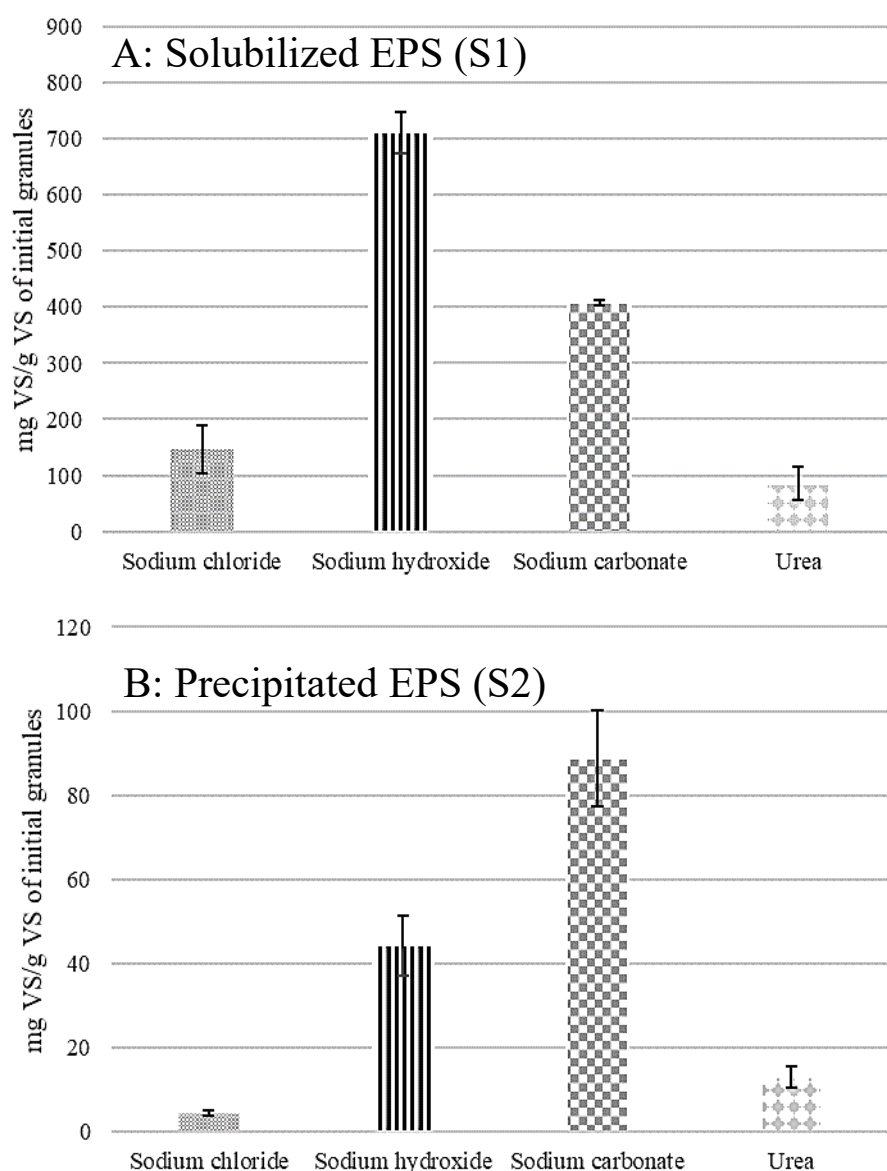 A: Solubilized EPS (S1)
mg VS/g VS of initial granules
900
800
700
600
500
400
300
200
100
0
Sodium chloride Sodium hydroxide Sodium carbonate Urea
B: Precipitated EPS (S2)
mg VS/g VS of initial granules
120
100
80
60
40
20
0
Sodium chloride Sodium hydroxide Sodium carbonate Urea